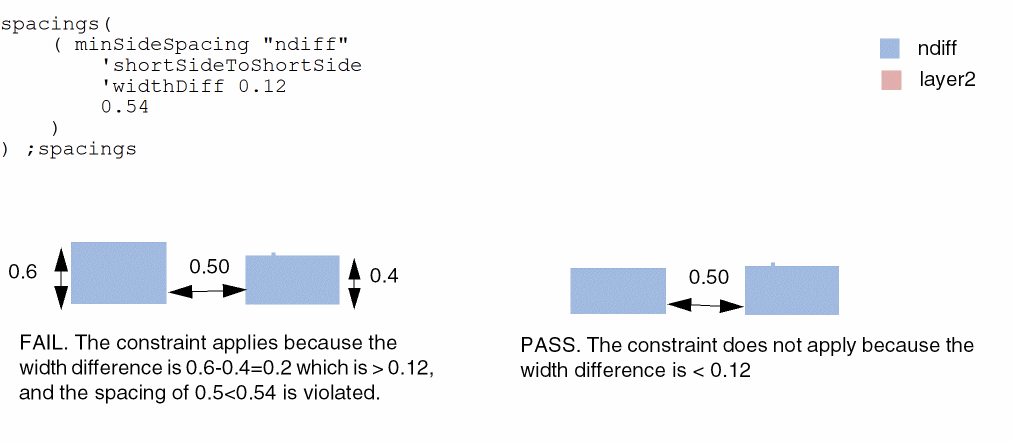 spacings(
( minSideSpacing "ndiff"
'shortSideToShortSide
'widthDiff 0.12
0.54
)
) ;spacings
ndiff
layer2
0.6
0.50
0.4
FAIL. The constraint applies because the
width difference is 0.6-0.4=0.2 which is > 0.12,
and the spacing of 0.5<0.54 is violated.
0.50
PASS. The constraint does not apply because the
width difference is < 0.12